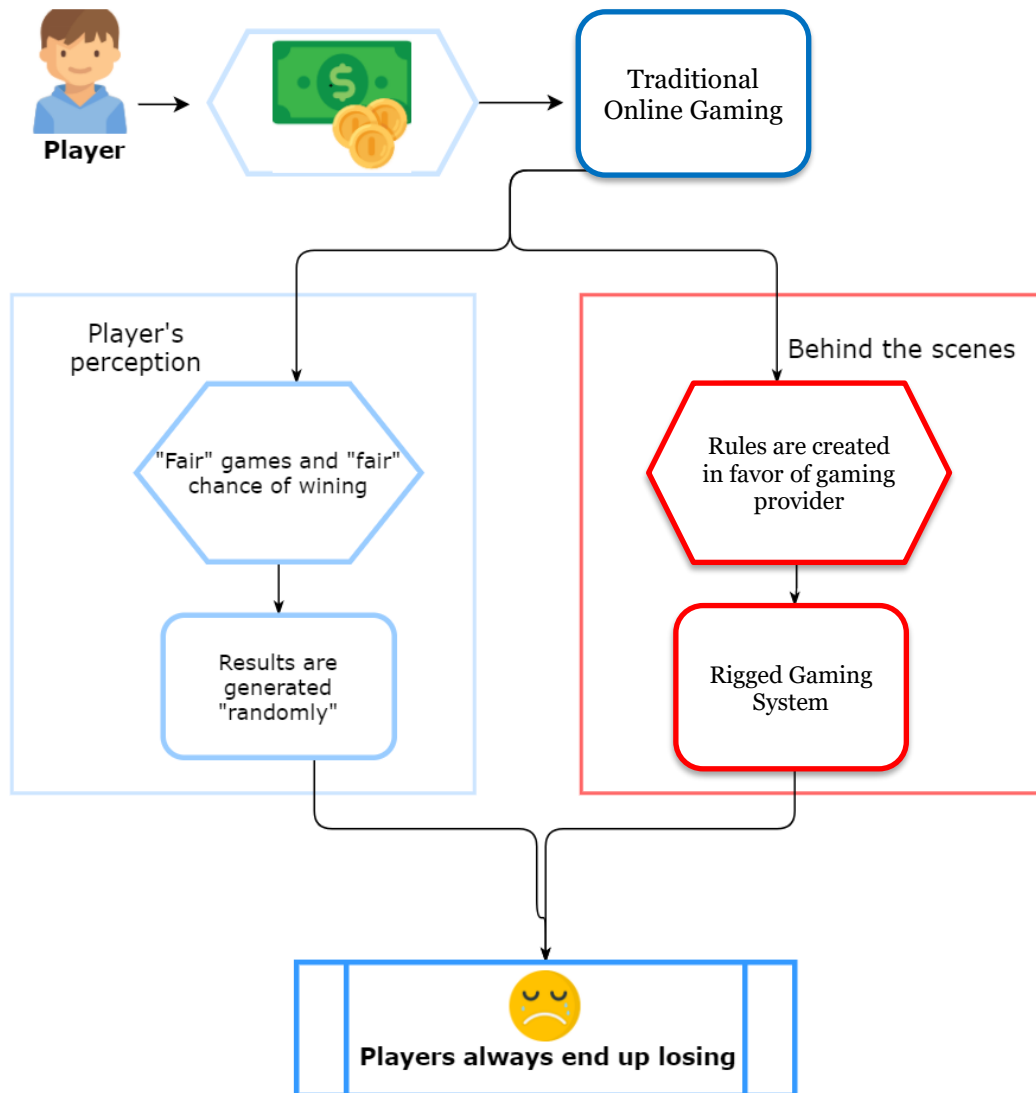 Player
$
Traditional
Online Gaming
Player's
perception
"Fair" games and "fair"
chance of wining
Results are
generated
"randomly"
Behind the scenes
Rules are created
in favor of gaming
provider
Rigged Gaming
System
Players always end up losing